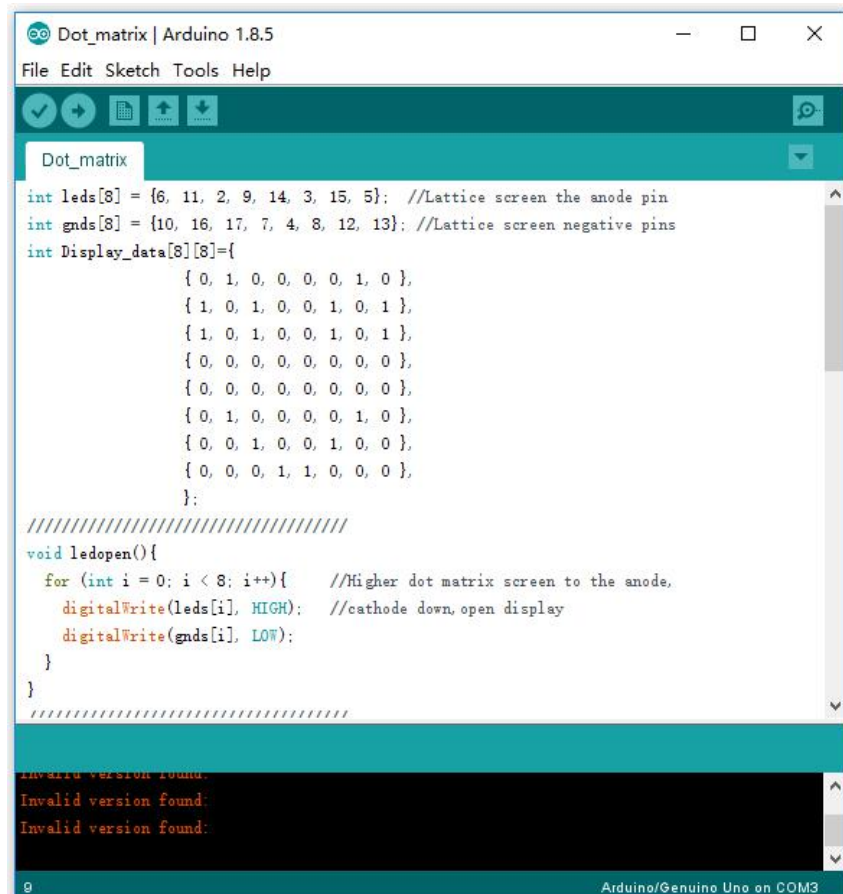 Dot_matrix | Arduino 1.8.5
File Edit Sketch Tools Help
Dot_matrix
int leds[8] = {6, 11, 2, 9, 14, 3, 15, 5}; //Lattice screen the anode pin
int gnds[8] = {10, 16, 17, 7, 4, 8, 12, 13}; //Lattice screen negative pins
int Display_data[8][8]={
{ 0, 1, 0, 0, 0, 0, 1, 0 },
{ 1, 0, 1, 0, 0, 1, 0, 1 },
{ 1, 0, 1, 0, 0, 1, 0, 1 },
{ 0, 0, 0, 0, 0, 0, 0, 0 },
{ 0, 0, 0, 0, 0, 0, 0, 0 },
{ 0, 1, 0, 0, 0, 0, 1, 0 },
{ 0, 0, 1, 0, 0, 1, 0, 0 },
{ 0, 0, 0, 1, 1, 0, 0, 0 },
};
/////////////////////////////////////
void ledopen(){
for (int i = 0; i < 8; i++){ //Higher dot matrix screen to the anode,
digitalWrite(leds[i], HIGH); //cathode down,open display
digitalWrite(gnds[i], LOW);
}
}
/////////////////////////////////////
Invalid version found:
Invalid version found:
Invalid version found:
9 Arduino/Genuino Uno on COM3